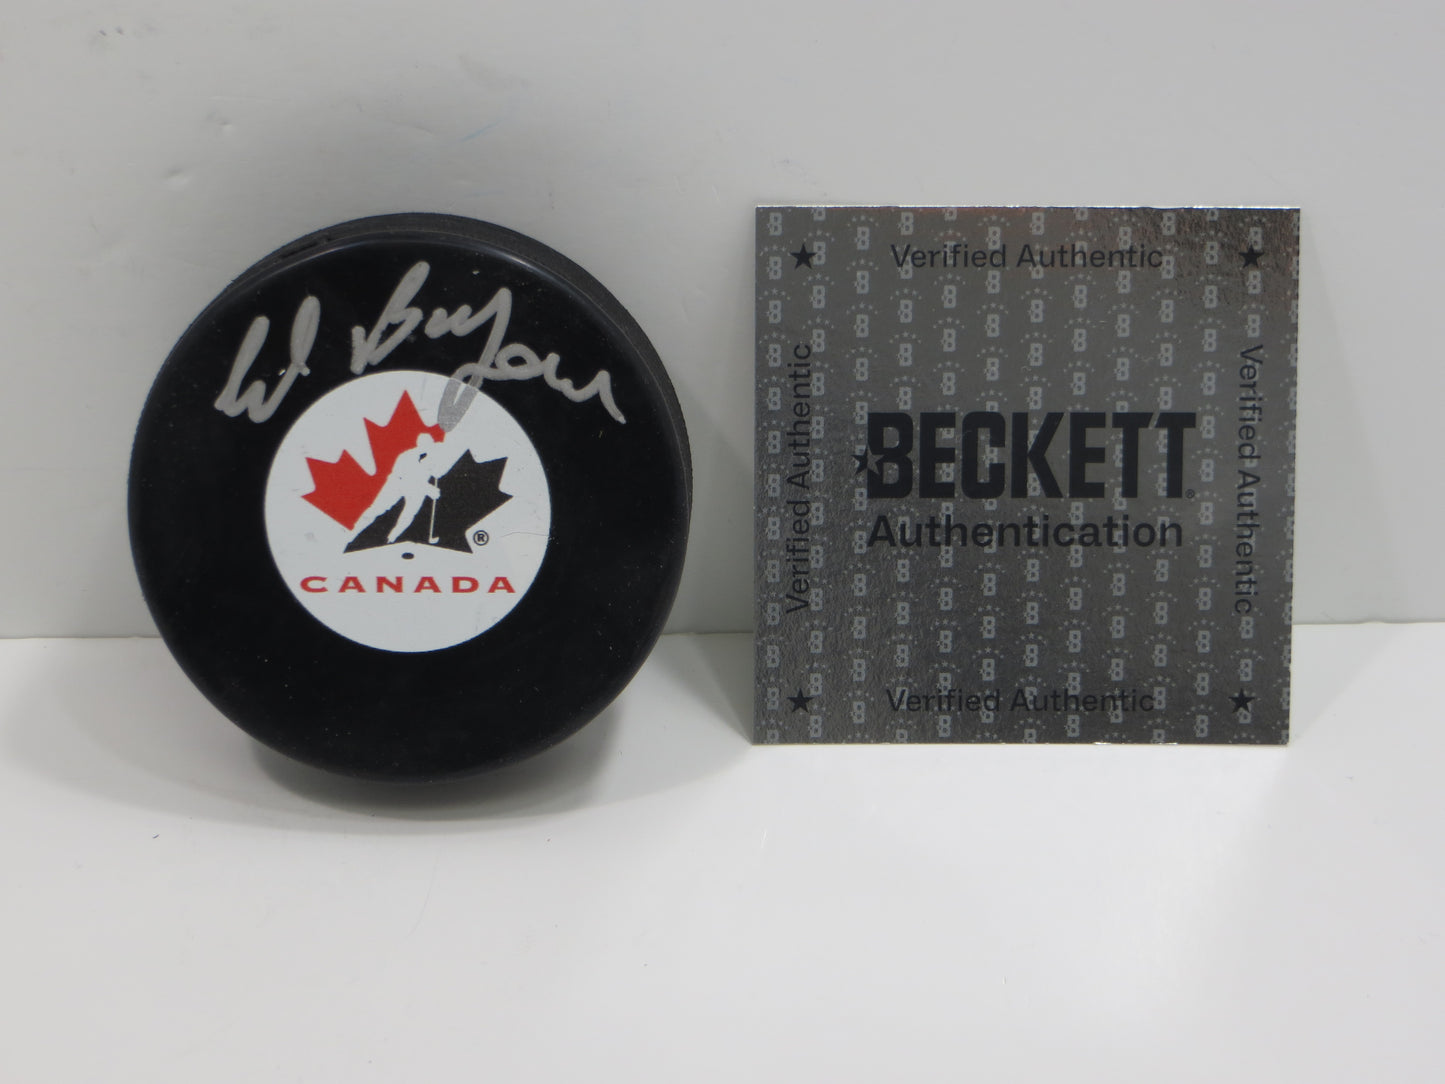 CANADA
®
Verified Authentic
Verified Authentic
BECKETT
Authentication
Verified Authentic
Verified Authentic